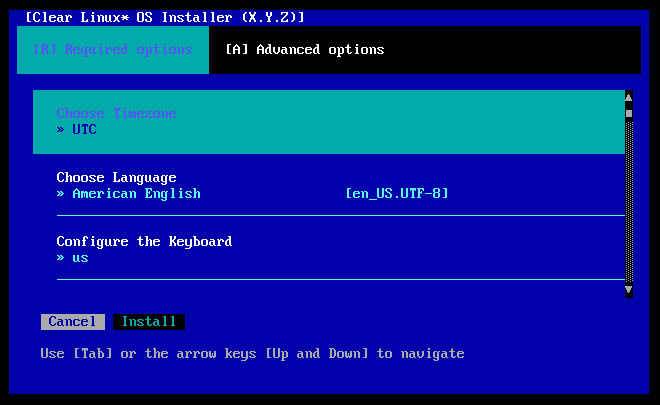 [Clear Linux* OS Installer (X.Y.Z)]
[R] Required options [A] Advanced options
Choose Timezone
» UTC
Choose Language
» American English [en_US.UTF-8]
Configure the Keyboard
» us
Cancel Install
Use [Tab] or the arrow keys [Up and Down] to navigate